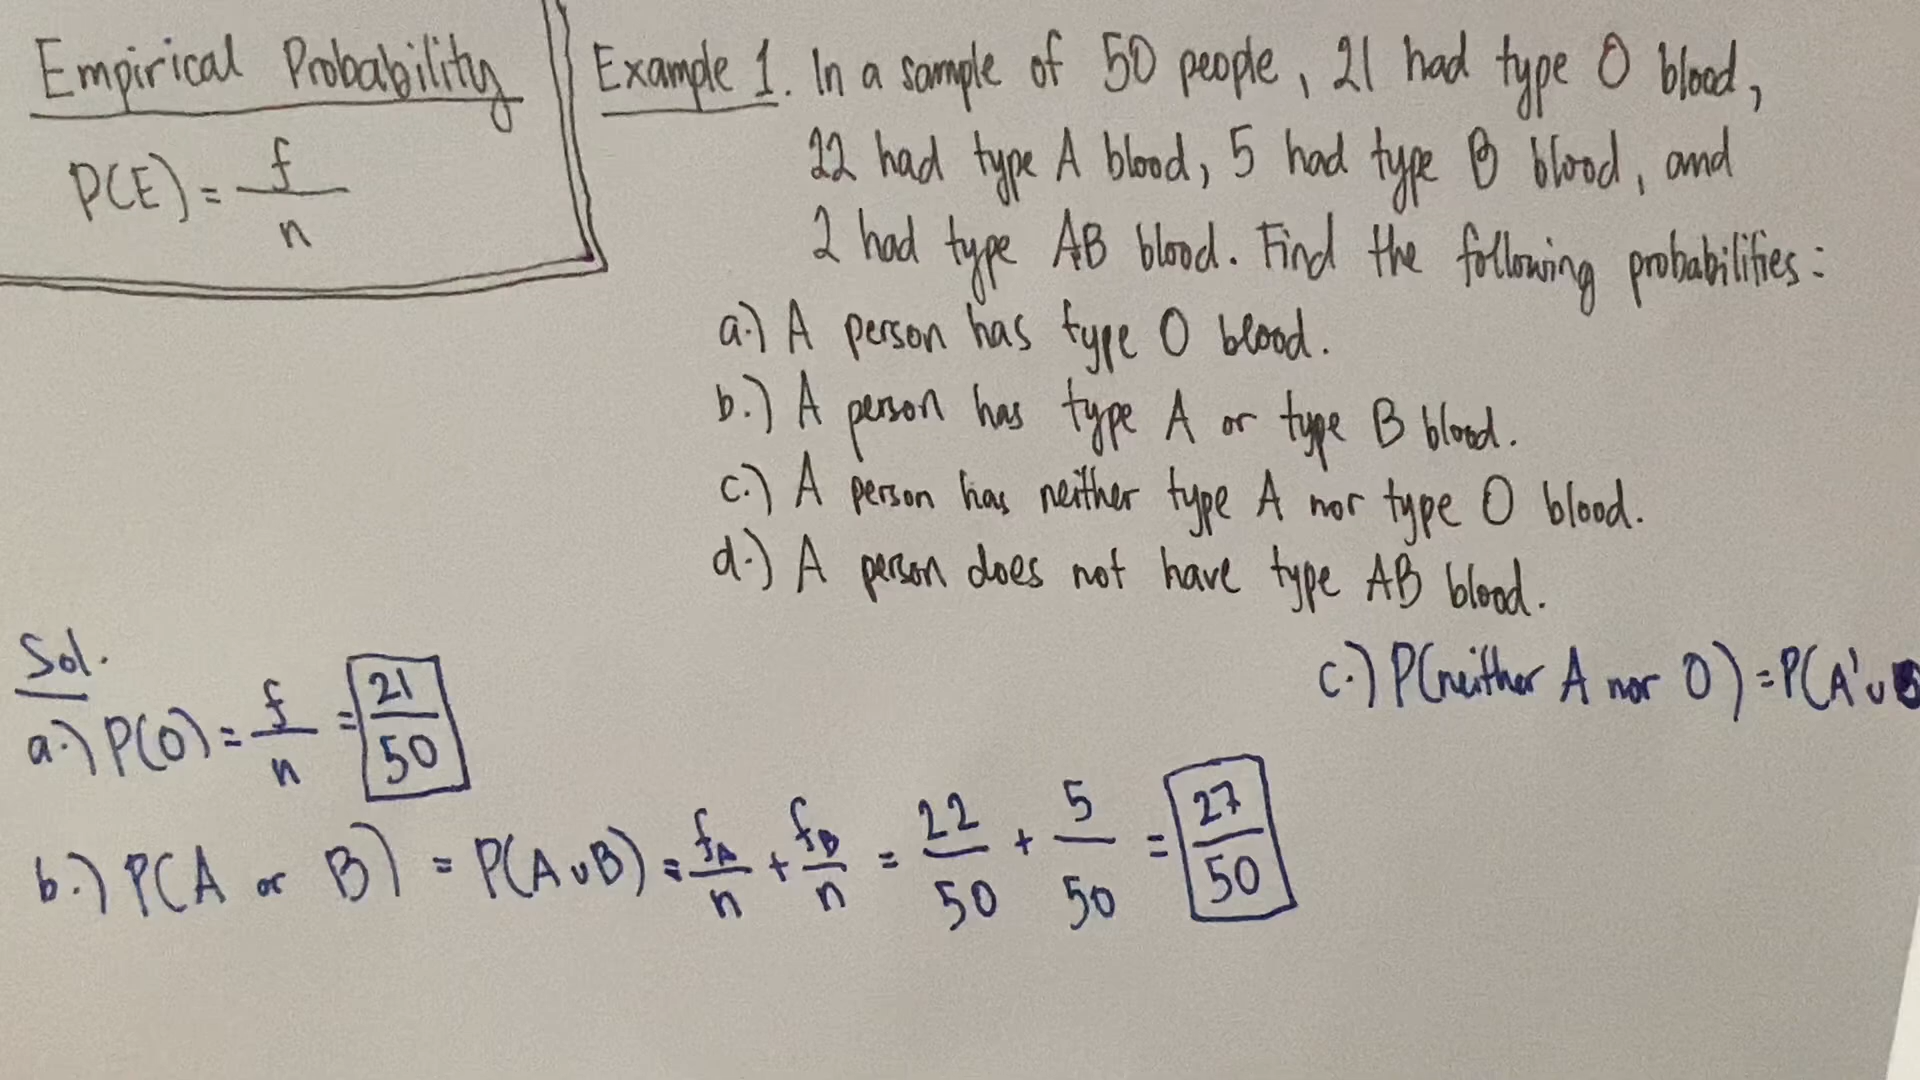 Empirical Probability
P(E) = f/n
Example 1. In a sample of 50 people, 21 had type O blood,
22 had type A blood, 5 had type B blood, and
2 had type AB blood. Find the following probabilities:
a.) A person has type O blood.
b.) A person has type A or type B blood.
c.) A person has neither type A nor type O blood.
d.) A person does not have type AB blood.
Sol.
a.) P(O) = f/n = 21/50
b.) P(A or B) = P(A∪B) = f_A/n + f_B/n = 22/50 + 5/50 = 27/50
c.) P(neither A nor O) = P(A'∪